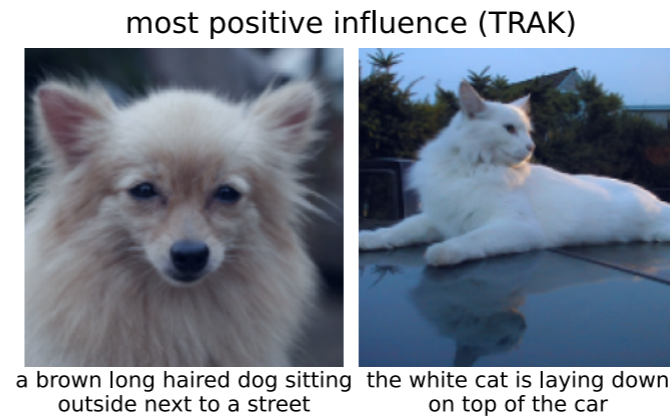 most positive influence (TRAK)
a brown long haired dog sitting
outside next to a street
the white cat is laying down
on top of the car